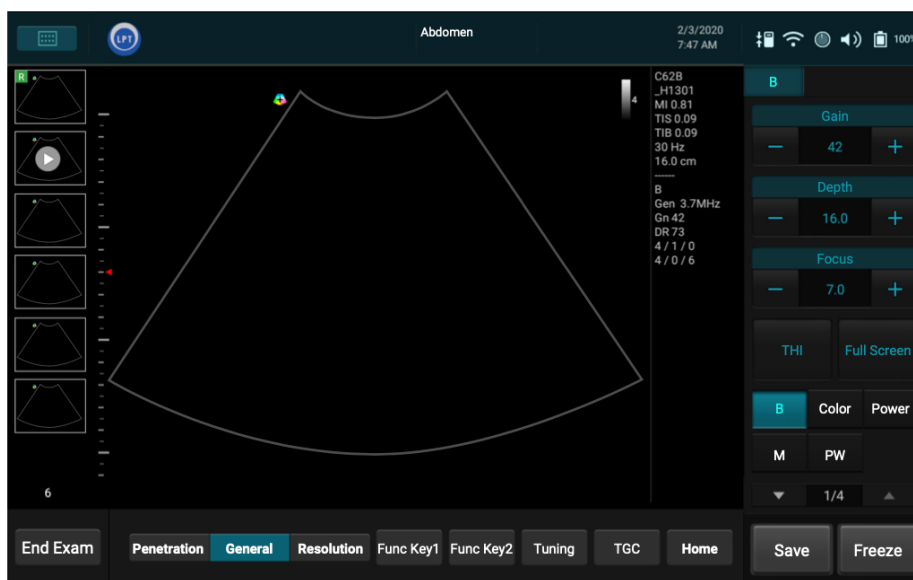 LPT
Abdomen
2/3/2020
7:47 AM
100%
R
4
C62B
_H1301
MI 0.81
TIS 0.09
TIB 0.09
30 Hz
16.0 cm
------
B
Gen 3.7MHz
Gn 42
DR 73
4 / 1 / 0
4 / 0 / 6
6
B
Gain
— 42 +
Depth
— 16.0 +
Focus
— 7.0 +
THI Full Screen
B Color Power
M PW
1/4
End Exam
Penetration General Resolution Func Key1 Func Key2 Tuning TGC Home
Save Freeze